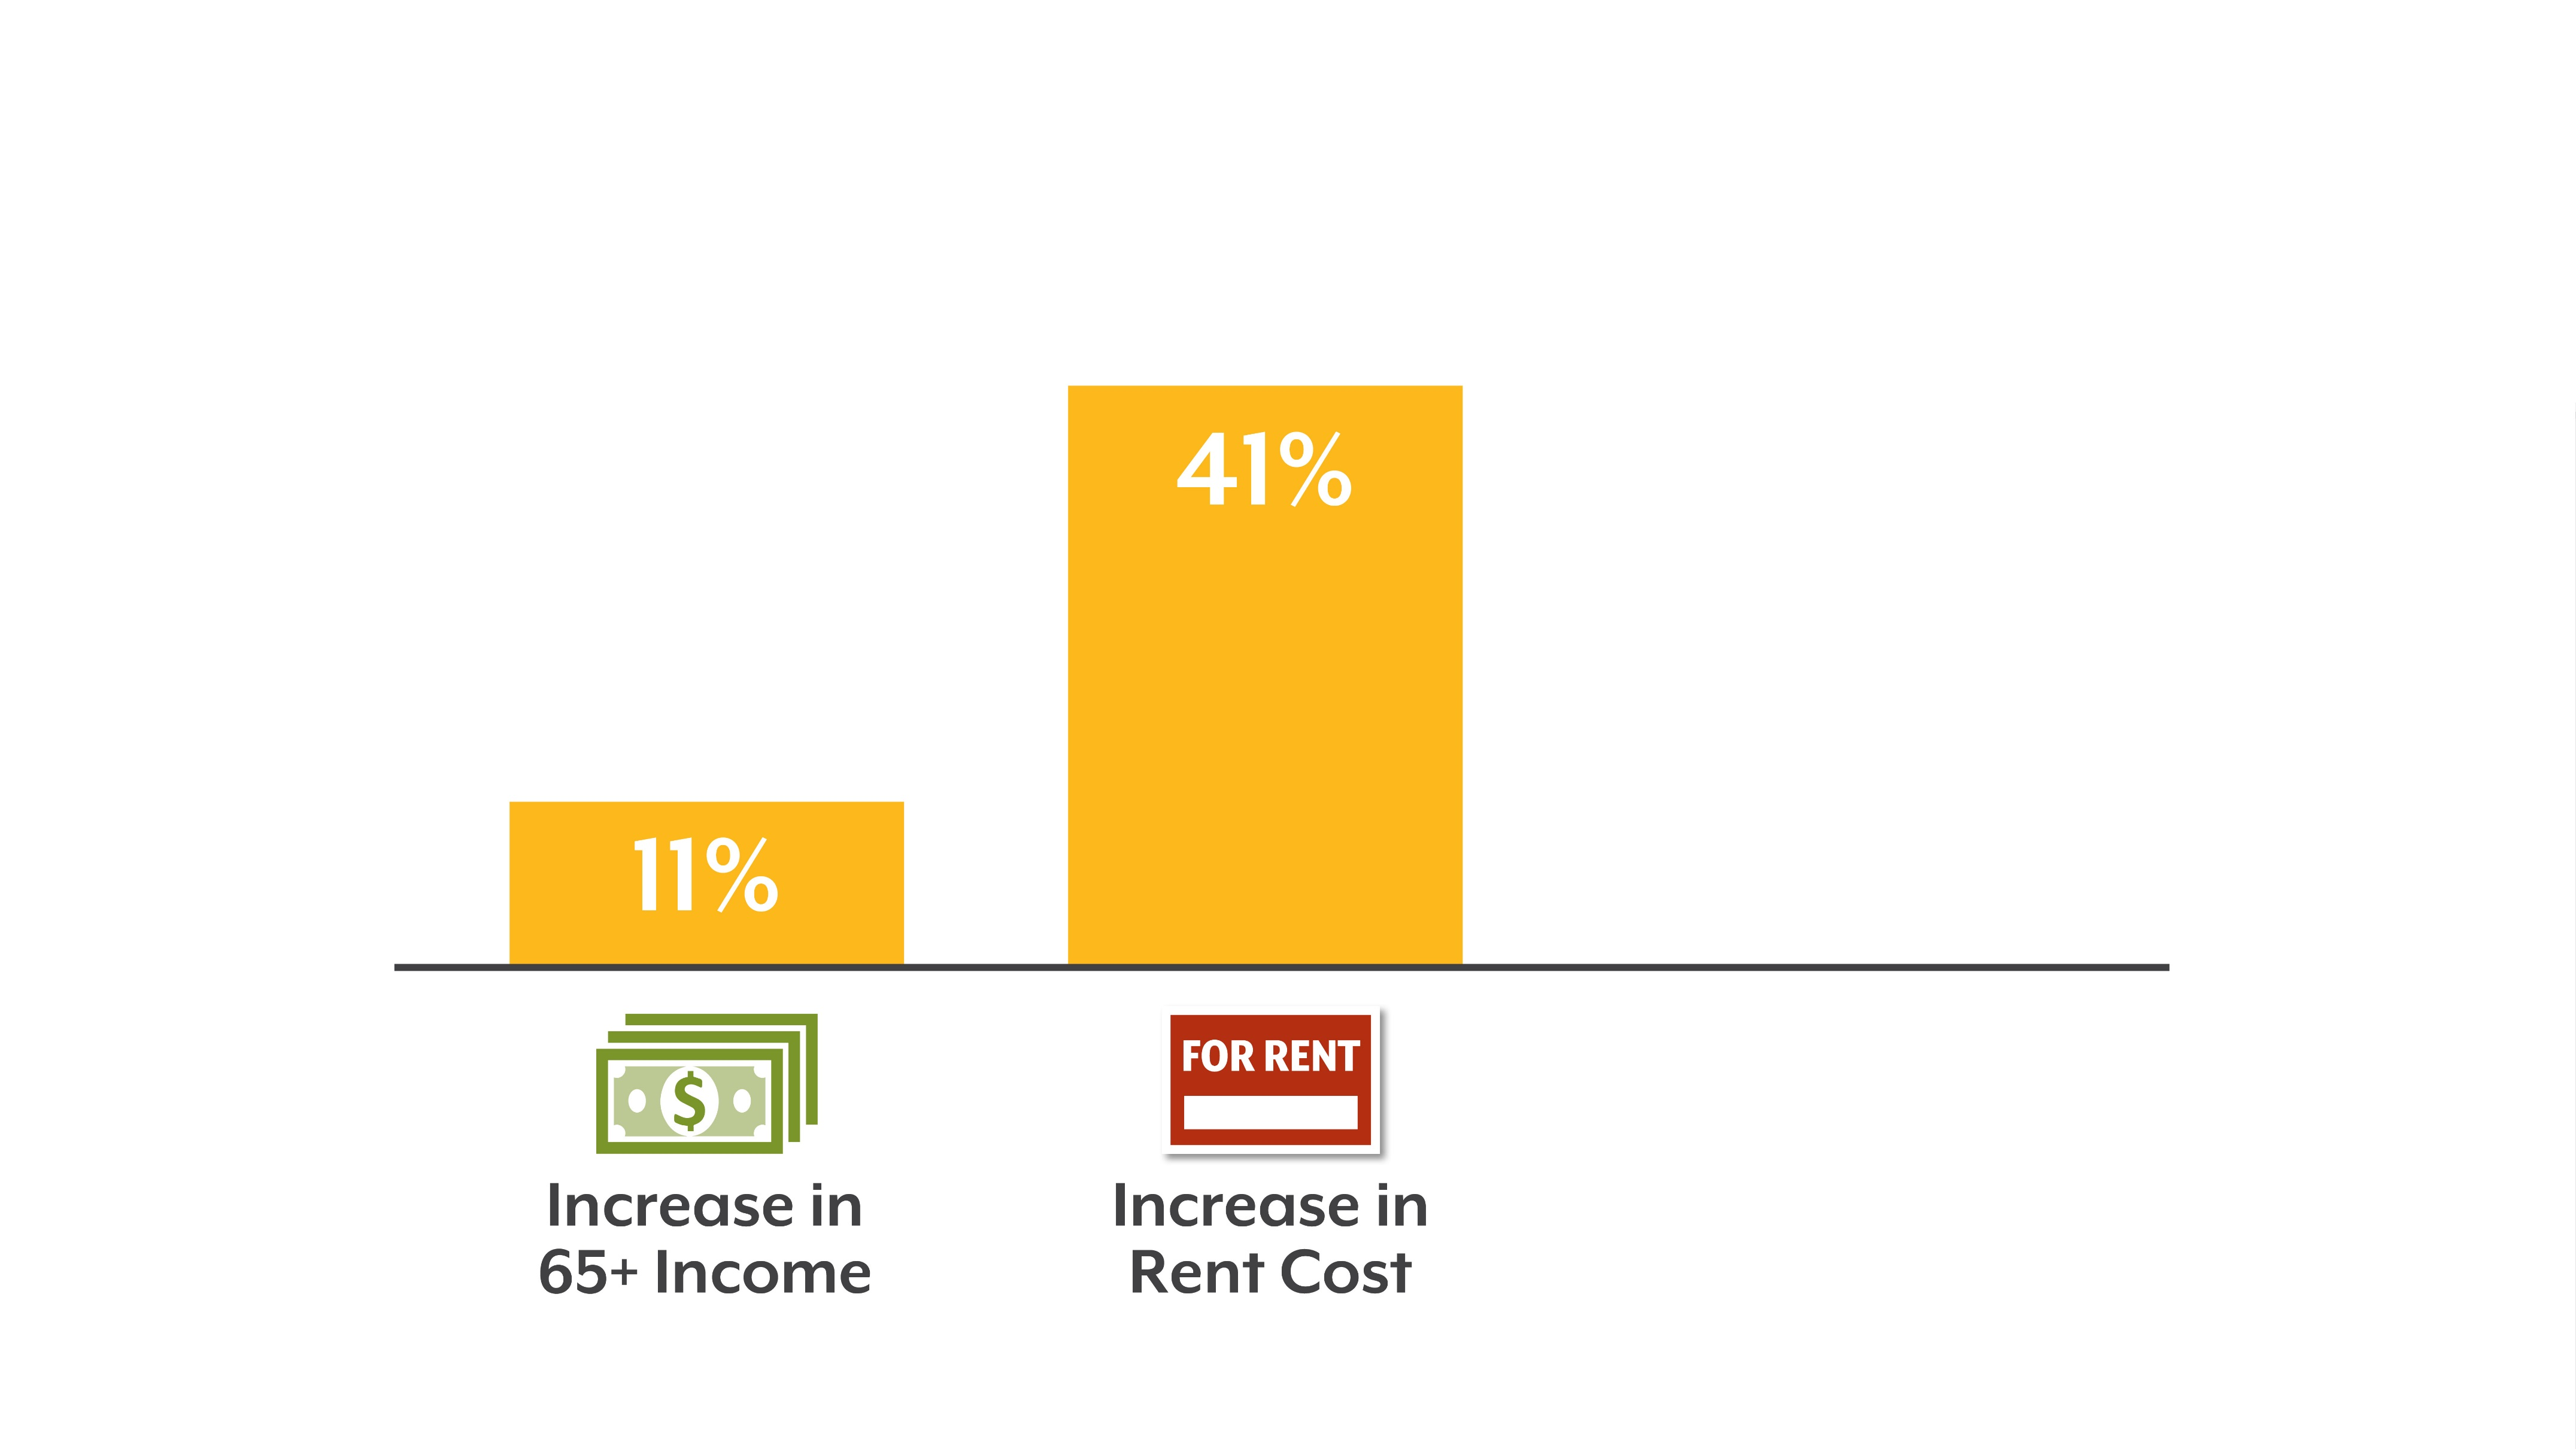 11%
41%
$
FOR RENT
Increase in
65+ Income
Increase in
Rent Cost